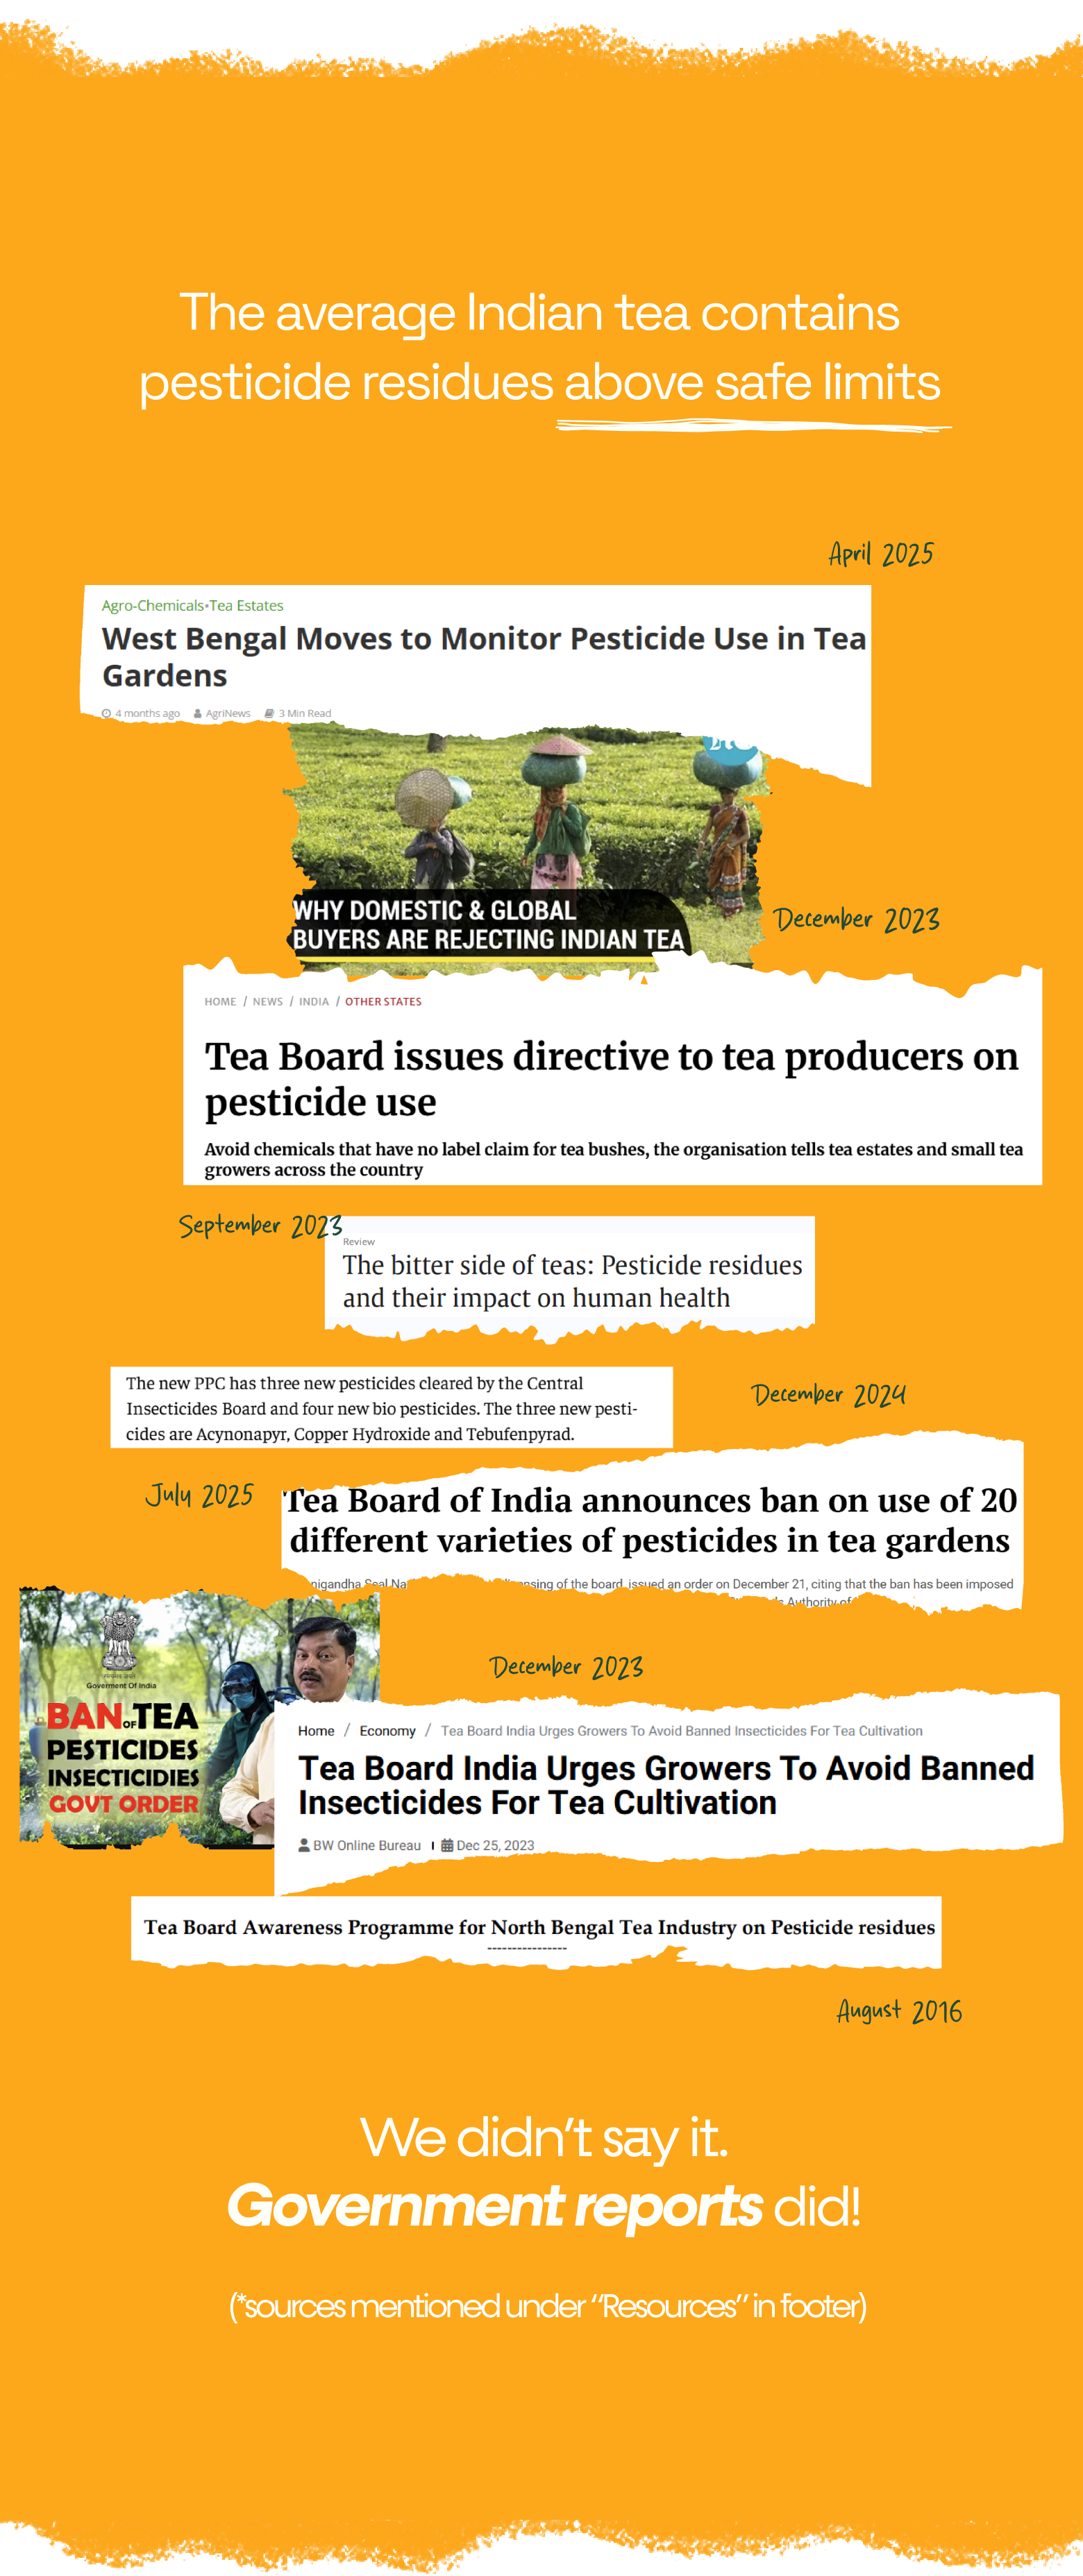 The average Indian tea contains
pesticide residues above safe limits
April 2025
Agro-Chemicals•Tea Estates
West Bengal Moves to Monitor Pesticide Use in Tea
Gardens
4 months ago AgriNews 3 Min Read
WHY DOMESTIC & GLOBAL
BUYERS ARE REJECTING INDIAN TEA
December 2023
HOME / NEWS / INDIA / OTHER STATES
Tea Board issues directive to tea producers on
pesticide use
Avoid chemicals that have no label claim for tea bushes, the organisation tells tea estates and small tea
growers across the country
September 2023
Review
The bitter side of teas: Pesticide residues
and their impact on human health
The new PPC has three new pesticides cleared by the Central
Insecticides Board and four new bio pesticides. The three new pesti-
cides are Acynonapyr, Copper Hydroxide and Tebufenpyrad.
December 2024
July 2025
Tea Board of India announces ban on use of 20
different varieties of pesticides in tea gardens
of the board, issued an order on December 21, citing that the ban has been imposed
Authority of
Goverment Of India
BAN OF TEA
PESTICIDES
INSECTICIDIES
GOVT ORDER
December 2023
Home / Economy / Tea Board India Urges Growers To Avoid Banned Insecticides For Tea Cultivation
Tea Board India Urges Growers To Avoid Banned
Insecticides For Tea Cultivation
BW Online Bureau Dec 25, 2023
Tea Board Awareness Programme for North Bengal Tea Industry on Pesticide residues
----------------
August 2016
We didn't say it.
Government reports did!
(*sources mentioned under "Resources" in footer)